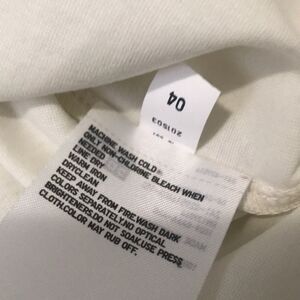 04
201503
MACHINE WASH COLD
ONLY NON-CHLORINE BLEACH WHEN
NEEDED
LINE DRY
WARM IRON
DRYCLEAN
KEEP AWAY FROM FIRE.WASH DARK
COLORS SEPARATELY.NO OPTICAL
BRIGHTENERS.DO NOT SOAK.USE PRESS
CLOTH.COLOR MAY RUB OFF.